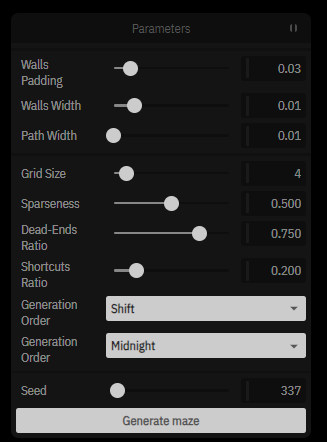 Parameters
Walls
Padding
0.03
Walls Width
0.01
Path Width
0.01
Grid Size
4
Sparseness
0.500
Dead-Ends
Ratio
0.750
Shortcuts
Ratio
0.200
Generation
Order
Shift
Generation
Order
Midnight
Seed
337
Generate maze